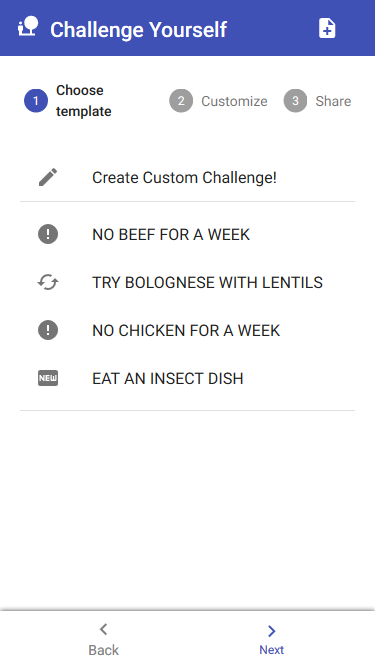 Challenge Yourself
1 Choose template
2 Customize
3 Share
Create Custom Challenge!
NO BEEF FOR A WEEK
TRY BOLOGNESE WITH LENTILS
NO CHICKEN FOR A WEEK
NEW EAT AN INSECT DISH
Back
Next